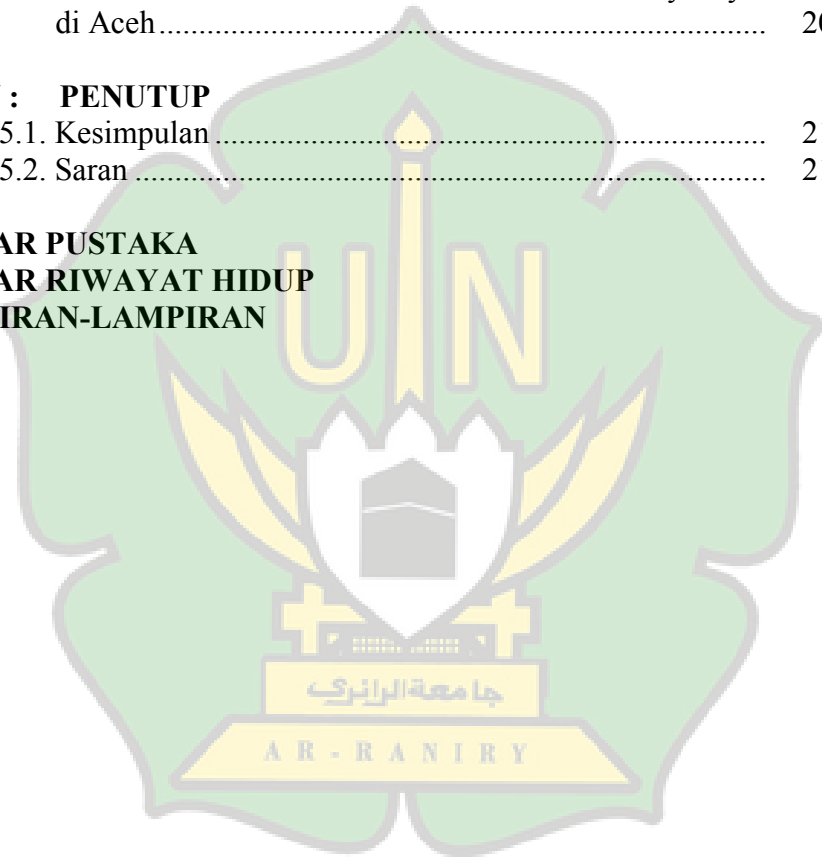 di Aceh........................................................................ 20
: PENUTUP
5.1. Kesimpulan................................................................. 2
5.2. Saran.......................................................................... 2
AR PUSTAKA
AR RIWAYAT HIDUP
IRAN-LAMPIRAN
UIN
جامعة الرانري
AR-RANIRY